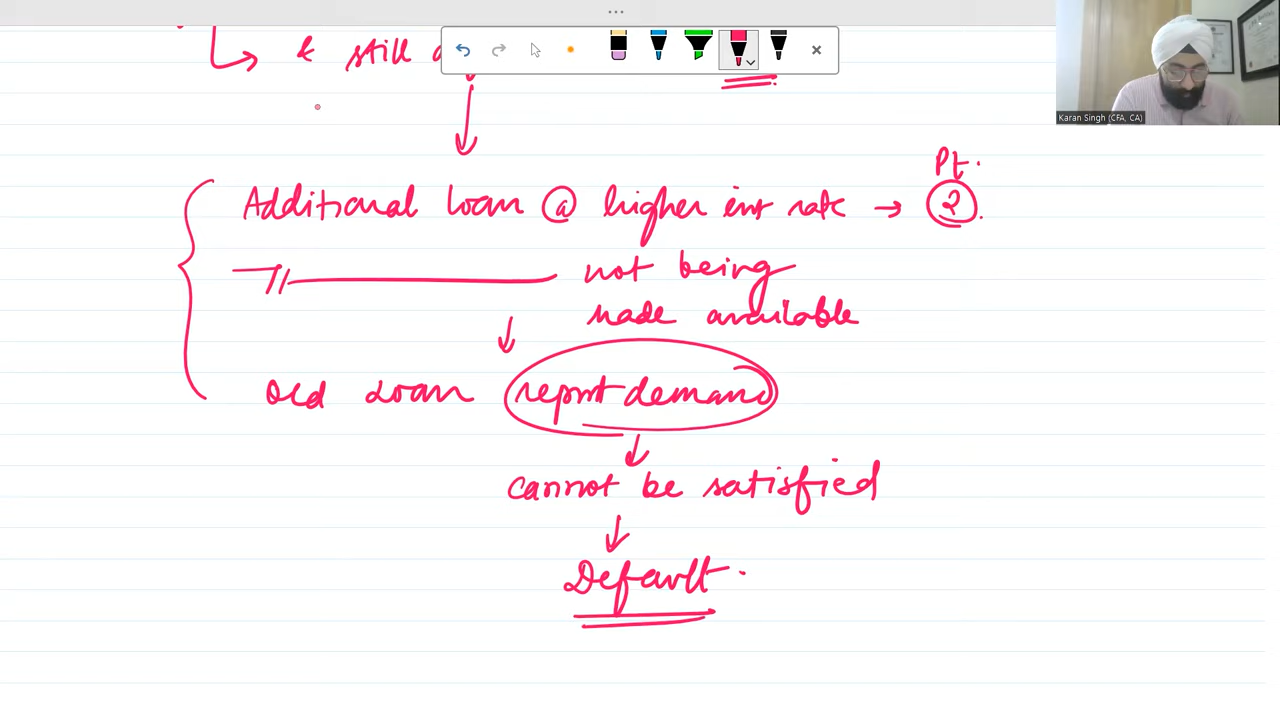 & still
Karan Singh (CFA, CA)
Pt.
Additional loan @ higher int rate → 2.
–〃– not being
made available
Old Loan repmt demand
cannot be satisfied
Default.